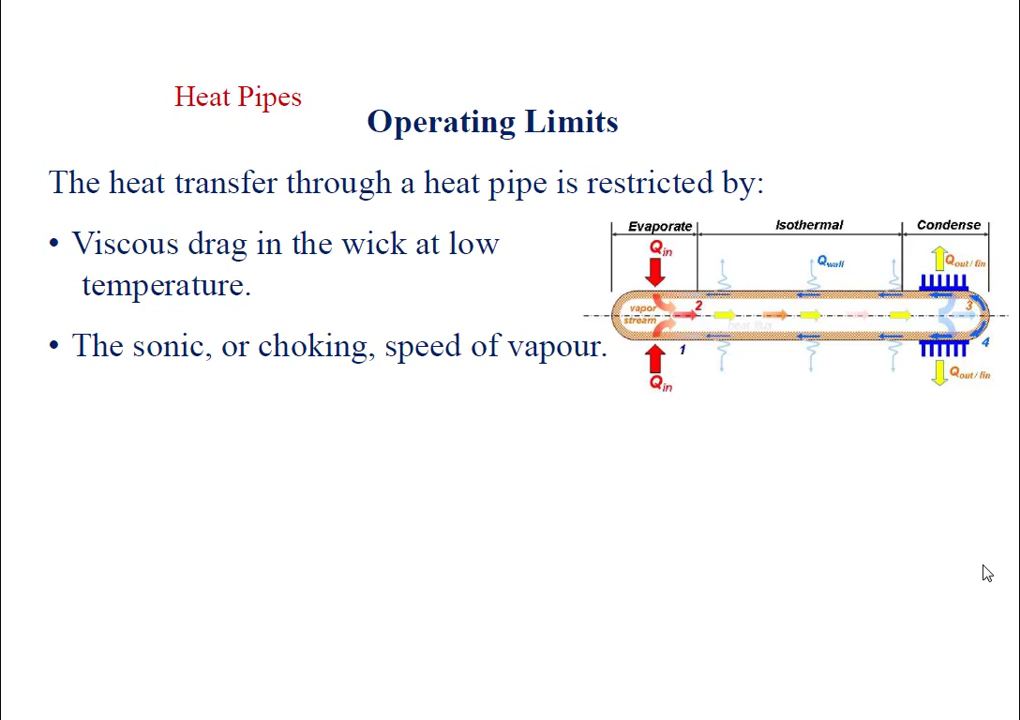 Heat Pipes
Operating Limits
The heat transfer through a heat pipe is restricted by:
• Viscous drag in the wick at low
temperature.
• The sonic, or choking, speed of vapour.
Evaporate Isothermal Condense
Qin
Qwall
Qout/fin
vapor
stream
2
3
heat flux
1
4
Qin
Qout/fin